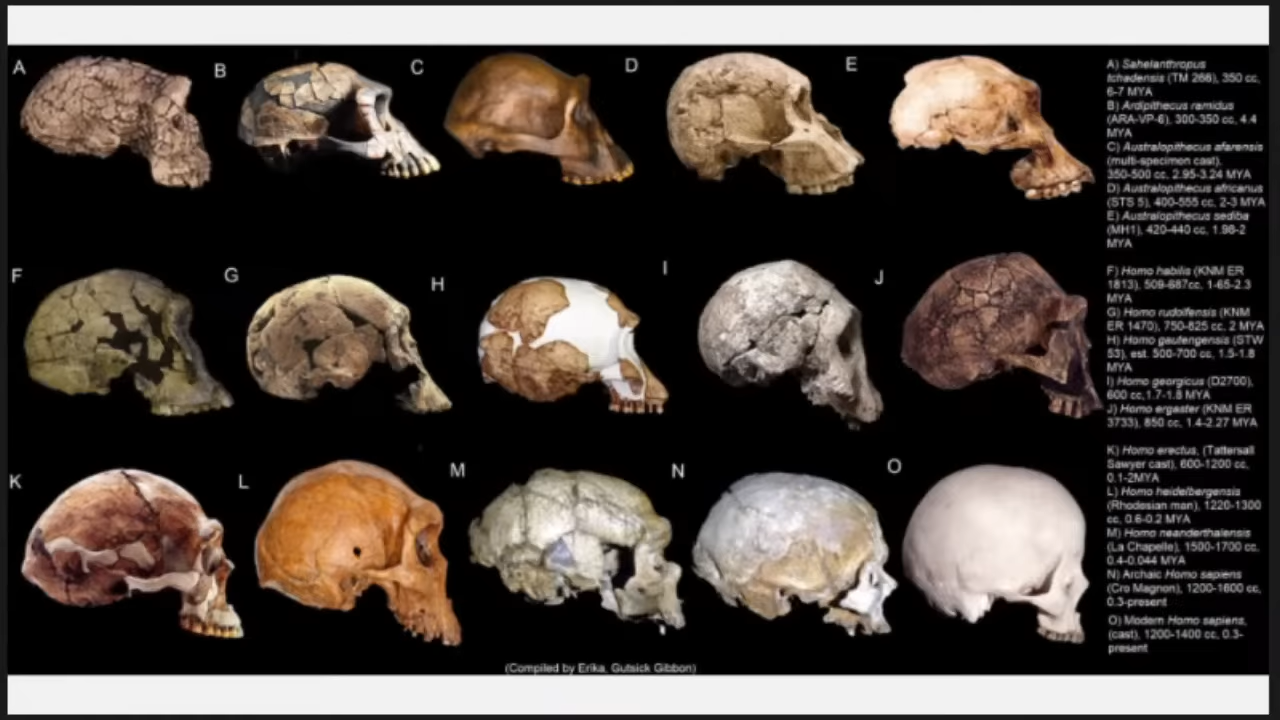 A
B
C
D
E
A) Sahelanthropus
tchadensis (TM 266), 350 cc,
6-7 MYA
B) Ardipithecus ramidus
(ARA-VP-6), 300-350 cc, 4.4
MYA
C) Australopithecus afarensis
(multi-specimen cast),
350-500 cc, 2.95-3.24 MYA
D) Australopithecus africanus
(STS 5), 400-555 cc, 2-3 MYA
E) Australopithecus sediba
(MH1), 420-440 cc, 1.98-2
MYA
F
G
H
I
J
F) Homo habilis (KNM ER
1813), 509-687cc, 1-65-2.3
MYA
G) Homo rudolfensis (KNM
ER 1470), 750-825 cc, 2 MYA
H) Homo gautengensis (STW
53), est. 500-700 cc, 1.5-1.8
MYA
I) Homo georgicus (D2700),
600 cc,1.7-1.8 MYA
J) Homo ergaster (KNM ER
3733), 850 cc, 1.4-2.27 MYA
K
L
M
N
O
K) Homo erectus, (Tattersall
Sawyer cast), 600-1200 cc,
0.1-2MYA
L) Homo heidelbergensis
(Rhodesian man), 1220-1300
cc, 0.6-0.2 MYA
M) Homo neanderthalensis
(La Chapelle), 1500-1700 cc,
0.4-0.044 MYA
N) Archaic Homo sapiens
(Cro Magnon), 1200-1600 cc,
0.3-present
O) Modern Homo sapiens,
(cast), 1200-1400 cc, 0.3-
present
(Compiled by Erika, Gutsick Gibbon)